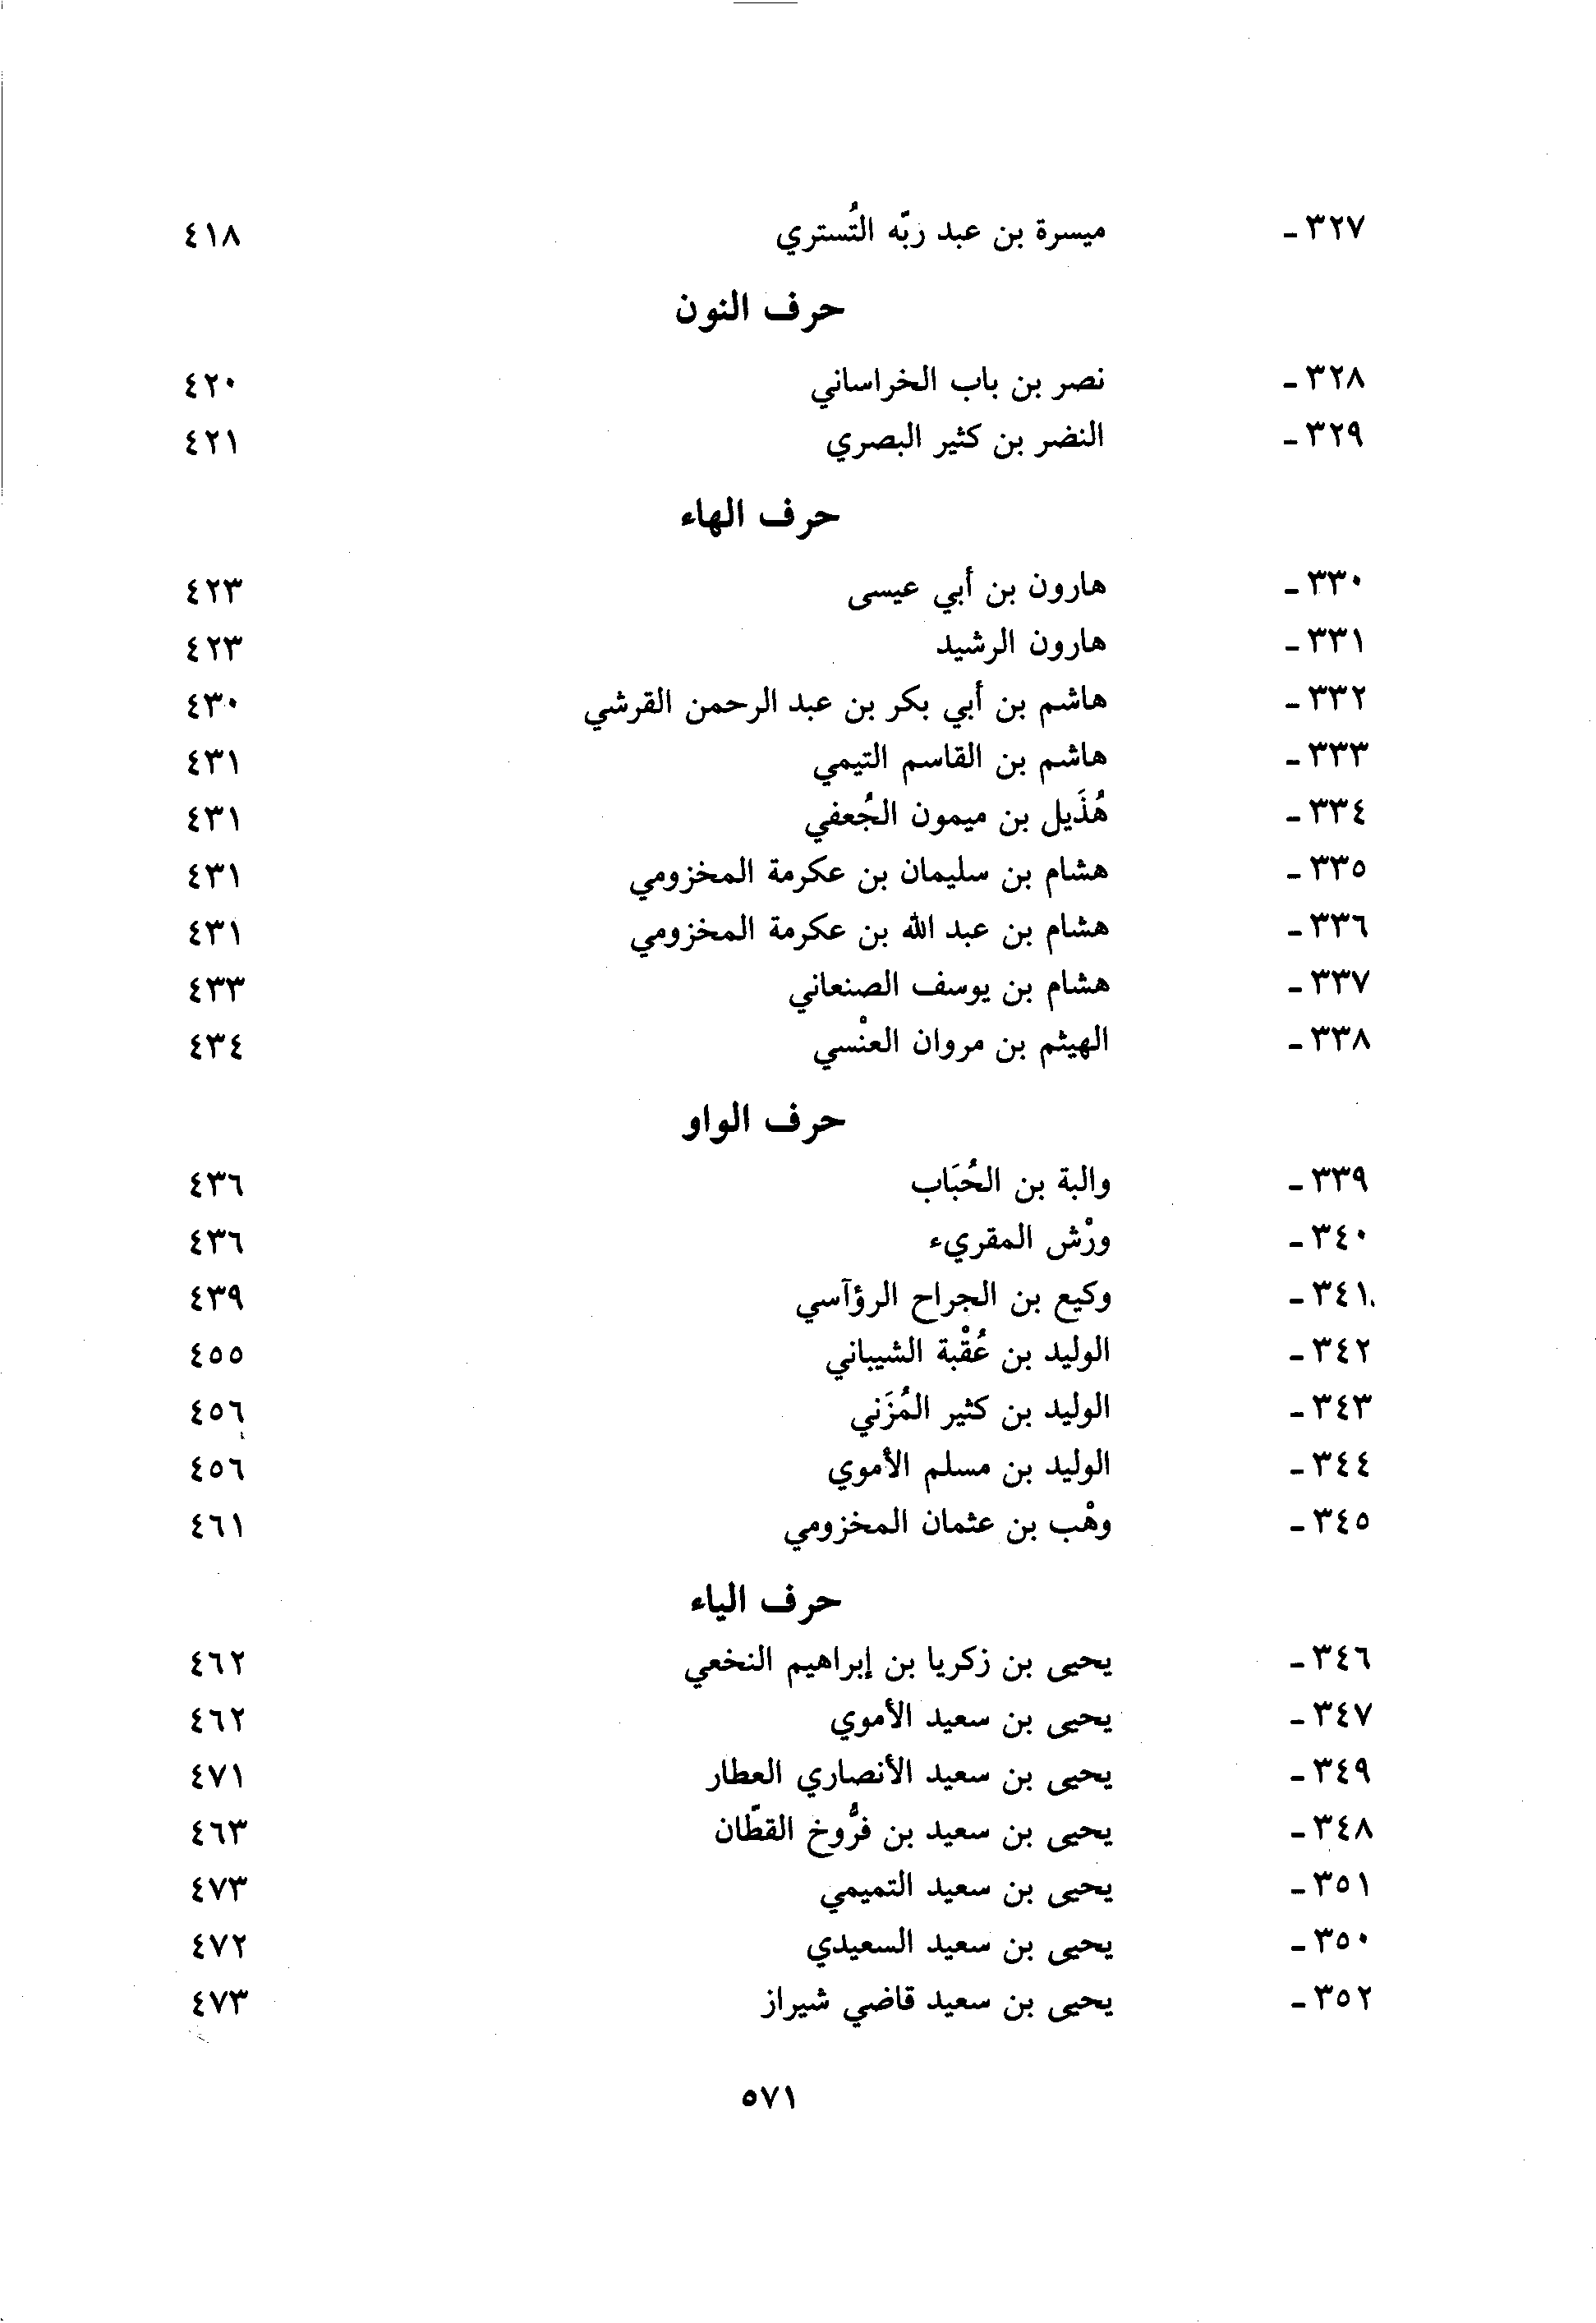 ٣٢٧ - ميسرة بن عبد ربّه التُستري ٤١٨
حرف النون
٣٢٨ - نصر بن باب الخراساني ٤٢٠
٣٢٩ - النضر بن كثير البصري ٤٢١
حرف الهاء
٣٣٠ - هارون بن أبي عيسى ٤٢٣
٣٣١ - هارون الرشيد ٤٢٣
٣٣٢ - هاشم بن أبي بكر بن عبد الرحمن القرشي ٤٣٠
٣٣٣ - هاشم بن القاسم التيمي ٤٣١
٣٣٤ - هُذَيل بن ميمون الجُعفي ٤٣١
٣٣٥ - هشام بن سليمان بن عكرمة المخزومي ٤٣١
٣٣٦ - هشام بن عبد الله بن عكرمة المخزومي ٤٣١
٣٣٧ - هشام بن يوسف الصنعاني ٤٣٣
٣٣٨ - الهيثم بن مروان العنْسي ٤٣٤
حرف الواو
٣٣٩ - والبة بن الحُبَاب ٤٣٦
٣٤٠ - ورْش المقريء ٤٣٦
٣٤١ - وكيع بن الجراح الرؤآسي ٤٣٩
٣٤٢ - الوليد بن عُقْبة الشيباني ٤٥٥
٣٤٣ - الوليد بن كثير المُزَني ٤٥٦
٣٤٤ - الوليد بن مسلم الأموي ٤٥٦
٣٤٥ - وهْب بن عثمان المخزومي ٤٦١
حرف الياء
٣٤٦ - يحيى بن زكريا بن إبراهيم النخعي ٤٦٢
٣٤٧ - يحيى بن سعيد الأموي ٤٦٢
٣٤٩ - يحيى بن سعيد الأنصاري العطار ٤٧١
٣٤٨ - يحيى بن سعيد بن فرُّوخ القطّان ٤٦٣
٣٥١ - يحيى بن سعيد التميمي ٤٧٣
٣٥٠ - يحيى بن سعيد السعيدي ٤٧٢
٣٥٢ - يحيى بن سعيد قاضي شيراز ٤٧٣
٥٧١